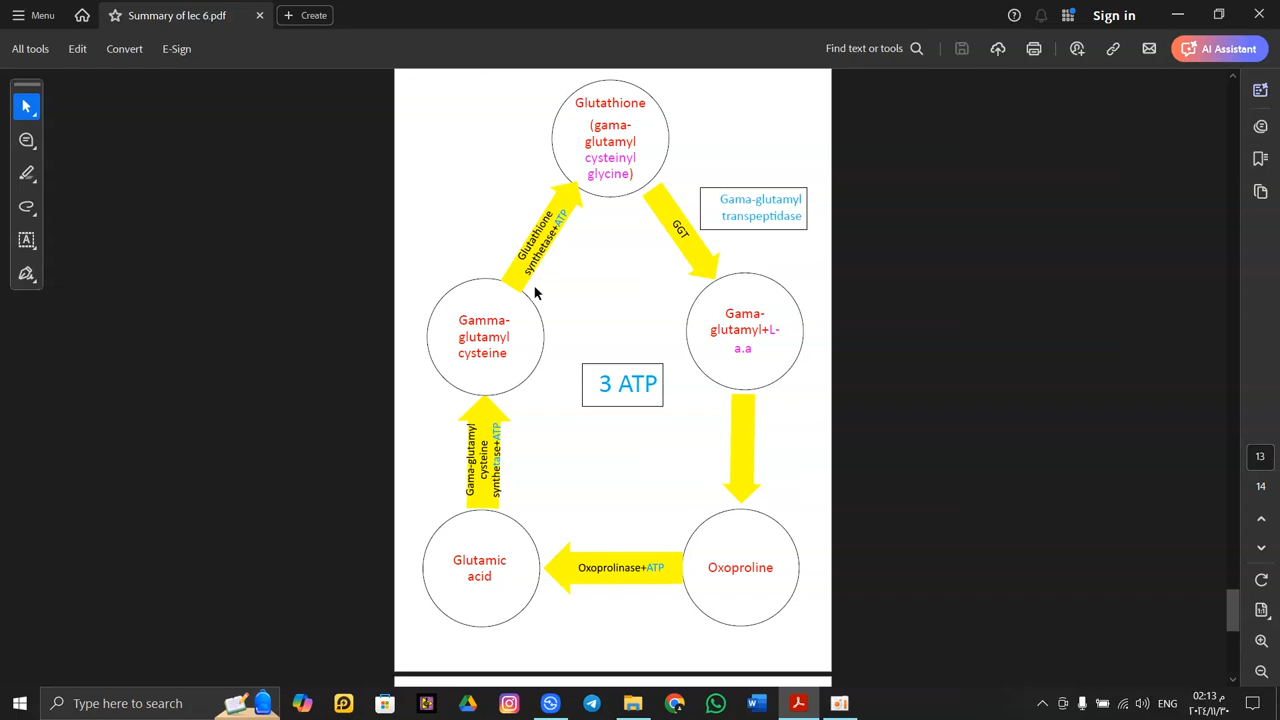 Menu
Summary of lec 6.pdf
Create
Sign in
All tools
Edit
Convert
E-Sign
Find text or tools
AI Assistant
Glutathione
(gama-
glutamyl
cysteinyl
glycine)
Glutathione
synthetase+ATP
GGT
Gama-glutamyl
transpeptidase
Gamma-
glutamyl
cysteine
Gama-
glutamyl+L-
a.a
3 ATP
Gama-glutamyl
cysteine
synthetase+ATP
Glutamic
acid
Oxoprolinase+ATP
Oxoproline
13
14
Type here to search
ENG